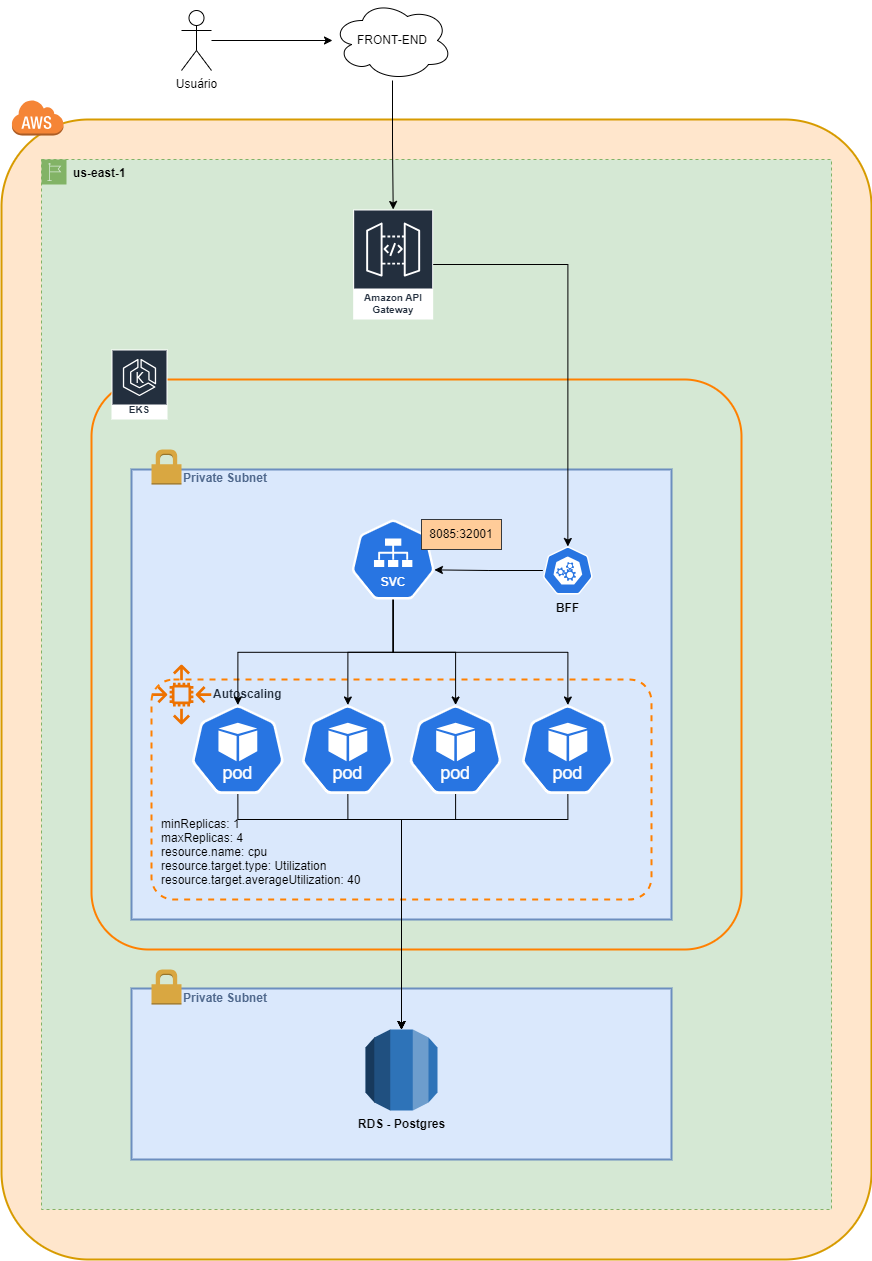 FRONT-END
Usuário
AWS
us-east-1
</>
Amazon API
Gateway
K
EKS
Private Subnet
8085:32001
SVC
BFF
Autoscaling
pod
pod
pod
pod
minReplicas: 1
maxReplicas: 4
resource.name: cpu
resource.target.type: Utilization
resource.target.averageUtilization: 40
Private Subnet
RDS - Postgres